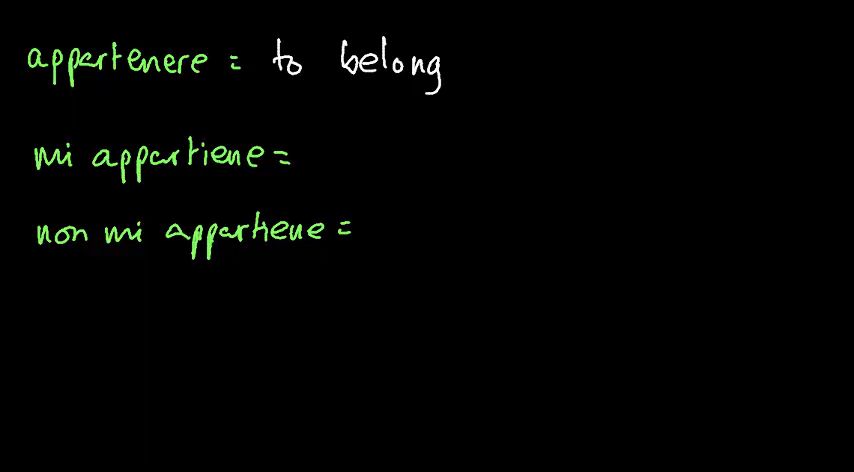 appartenere = to belong
mi appartiene =
non mi appartiene =